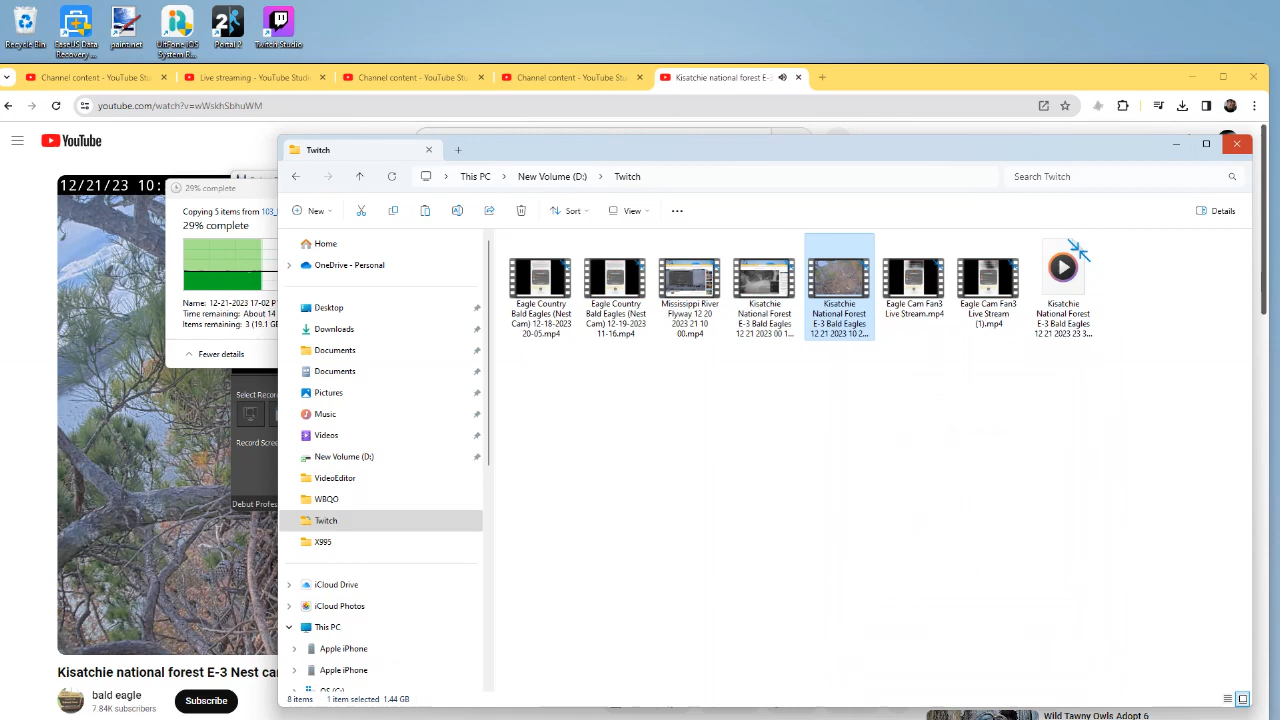 Recycle Bin
EaseUS Data Recovery ...
paint.net
UltFone iOS System R...
Portal 2
Twitch Studio
Channel content - YouTube Stu
Live streaming - YouTube Studio
Channel content - YouTube Stu
Channel content - YouTube Stu
Kisatchie national forest E-3
youtube.com/watch?v=wWskhSbhuWM
YouTube
12/21/23 10:
29% complete
Copying 5 items from 103_
29% complete
Name: 12-21-2023 17-02 P
Time remaining: About 14
Items remaining: 3 (19.1 G
Fewer details
Select Recor
Record Scree
Debut Profes
Kisatchie national forest E-3 Nest ca
bald eagle
7.84K subscribers
Subscribe
Twitch
This PC
New Volume (D:)
Twitch
Search Twitch
New
Sort
View
Details
Home
OneDrive - Personal
Desktop
Downloads
Documents
Documents
Pictures
Music
Videos
New Volume (D:)
VideoEditor
WBQO
Twitch
X995
iCloud Drive
iCloud Photos
This PC
Apple iPhone
Apple iPhone
OS (C:)
Eagle Country
Bald Eagles (Nest
Cam) 12-18-2023
20-05.mp4
Eagle Country
Bald Eagles (Nest
Cam) 12-19-2023
11-16.mp4
Mississippi River
Flyway 12 20
2023 21 10
00.mp4
Kisatchie
National Forest
E-3 Bald Eagles
12 21 2023 00 1...
Kisatchie
National Forest
E-3 Bald Eagles
12 21 2023 10 2...
Eagle Cam Fan3
Live Stream.mp4
Eagle Cam Fan3
Live Stream
(1).mp4
Kisatchie
National Forest
E-3 Bald Eagles
12 21 2023 23 3...
8 items
1 item selected 1.44 GB
Wild Tawny Owls Adopt 6